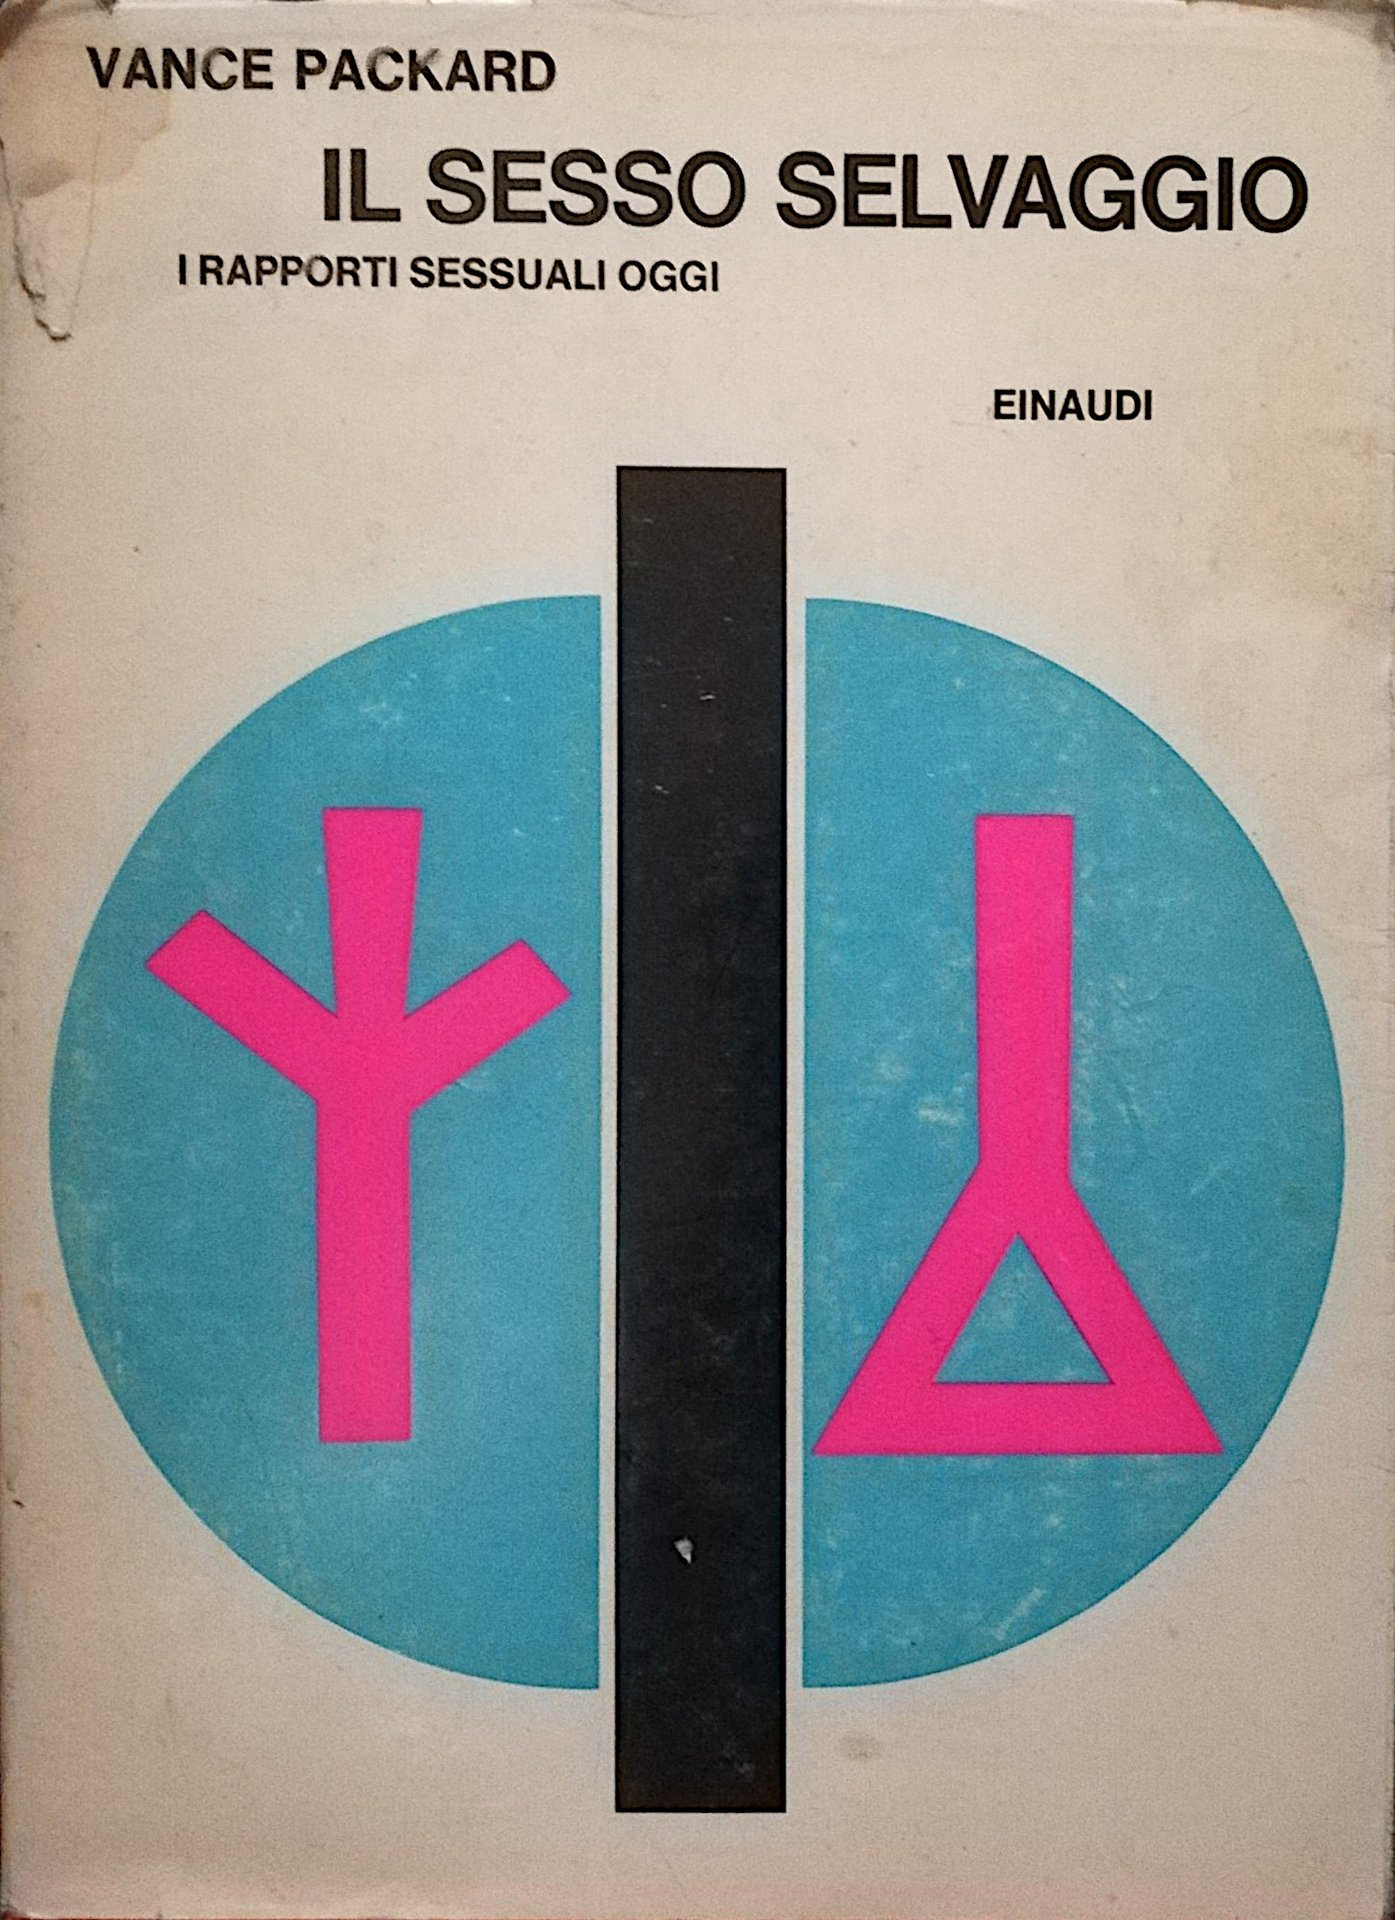 VANCE PACKARD
IL SESSO SELVAGGIO
I RAPPORTI SESSUALI OGGI
EINAUDI